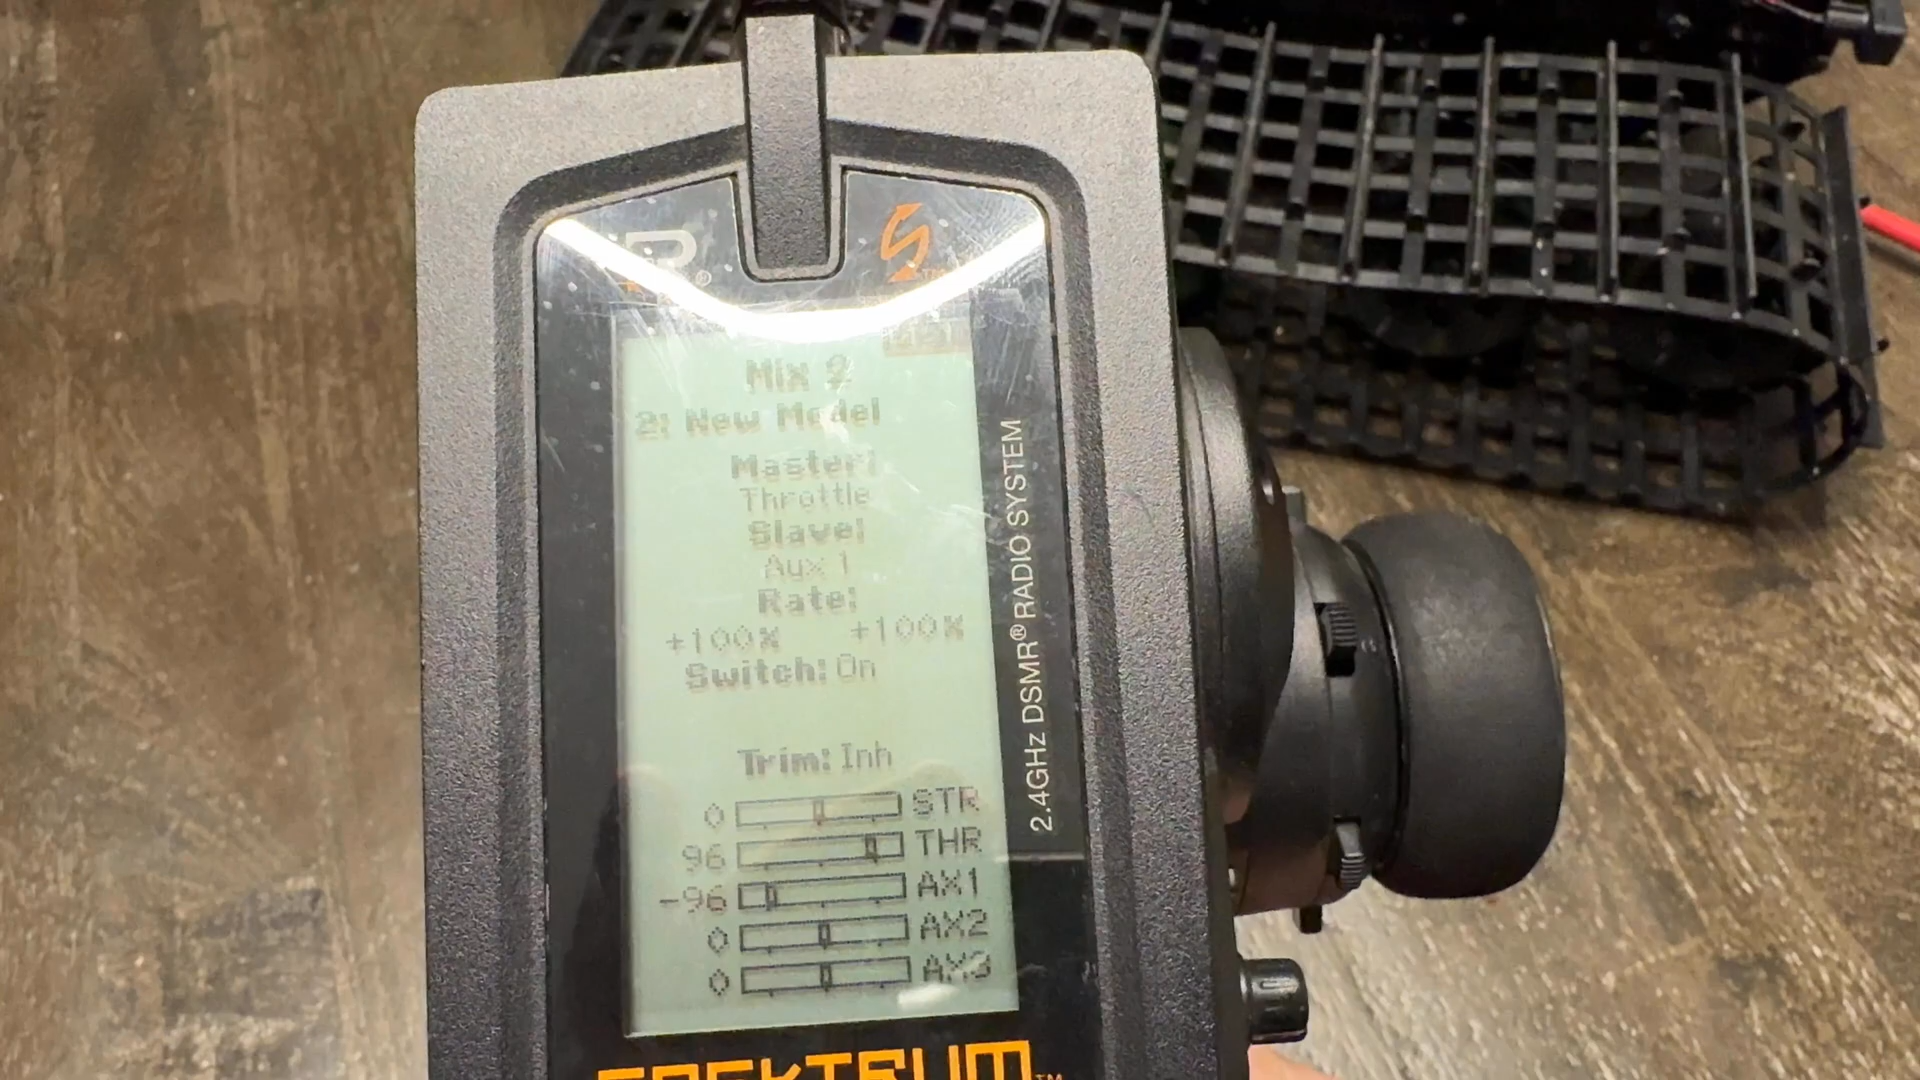 Mix 2
2: New Model
Master:
Throttle
Slave:
Aux 1
Rate:
+100% +100%
Switch: On
Trim: Inh
0 STR
96 THR
-96 AX1
0 AX2
0 AX3
2.4GHz DSMR® RADIO SYSTEM
SPEKTRUM™